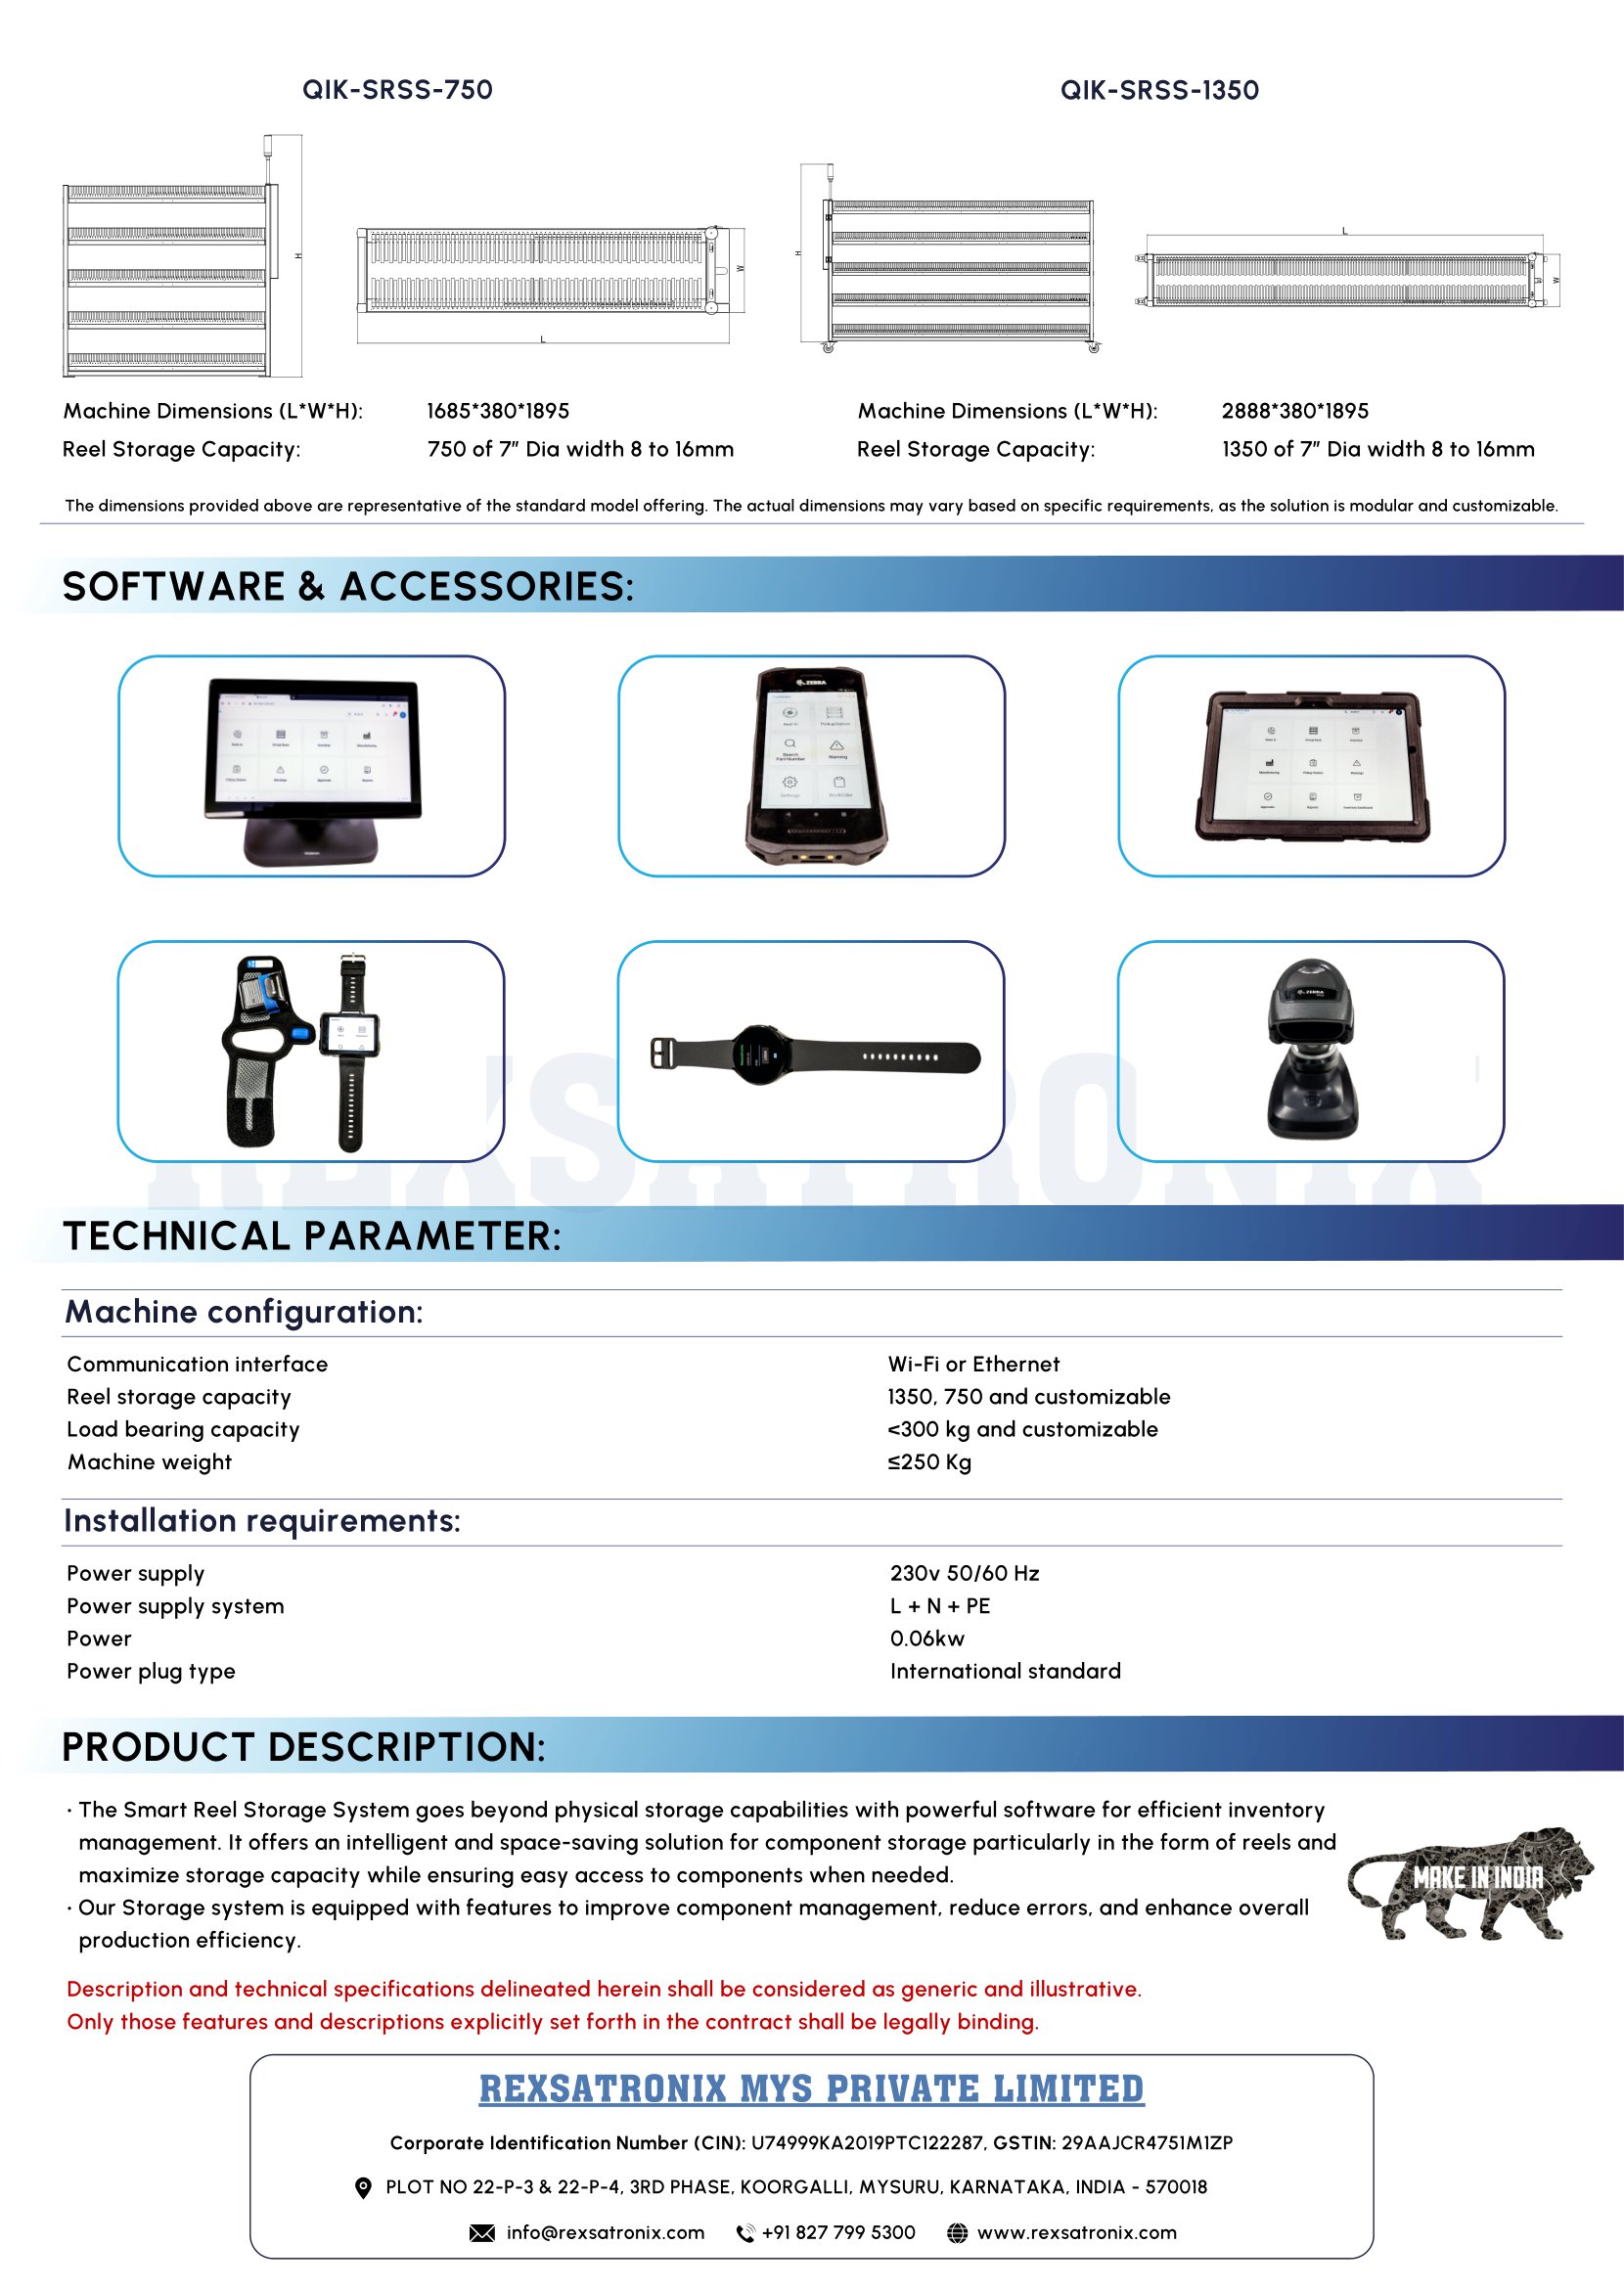 QIK-SRSS-750
QIK-SRSS-1350
H
L
W
H
L
W
Machine Dimensions (L*W*H): 1685*380*1895
Reel Storage Capacity: 750 of 7” Dia width 8 to 16mm
Machine Dimensions (L*W*H): 2888*380*1895
Reel Storage Capacity: 1350 of 7” Dia width 8 to 16mm
The dimensions provided above are representative of the standard model offering. The actual dimensions may vary based on specific requirements, as the solution is modular and customizable.
SOFTWARE & ACCESSORIES:
ZEBRA
Search
Part Number
Warning
Settings
ZEBRA
REXSATRONIX
TECHNICAL PARAMETER:
Machine configuration:
Communication interface Wi-Fi or Ethernet
Reel storage capacity 1350, 750 and customizable
Load bearing capacity <300 kg and customizable
Machine weight ≤250 Kg
Installation requirements:
Power supply 230v 50/60 Hz
Power supply system L + N + PE
Power 0.06kw
Power plug type International standard
PRODUCT DESCRIPTION:
· The Smart Reel Storage System goes beyond physical storage capabilities with powerful software for efficient inventory
management. It offers an intelligent and space-saving solution for component storage particularly in the form of reels and
maximize storage capacity while ensuring easy access to components when needed.
· Our Storage system is equipped with features to improve component management, reduce errors, and enhance overall
production efficiency.
MAKE IN INDIA
Description and technical specifications delineated herein shall be considered as generic and illustrative.
Only those features and descriptions explicitly set forth in the contract shall be legally binding.
REXSATRONIX MYS PRIVATE LIMITED
Corporate Identification Number (CIN): U74999KA2019PTC122287, GSTIN: 29AAJCR4751M1ZP
PLOT NO 22-P-3 & 22-P-4, 3RD PHASE, KOORGALLI, MYSURU, KARNATAKA, INDIA - 570018
info@rexsatronix.com +91 827 799 5300 www.rexsatronix.com